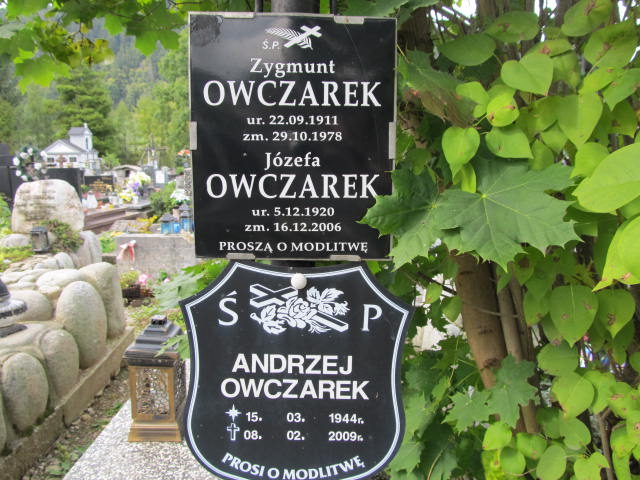 Ś.P.
Zygmunt
OWCZAREK
ur. 22.09.1911
zm. 29.10.1978
Józefa
OWCZAREK
ur. 5.12.1920
zm. 16.12.2006
PROSZĄ O MODLITWĘ
Ś P
ANDRZEJ
OWCZAREK
15. 03. 1944r.
08. 02. 2009r.
PROSI O MODLITWĘ